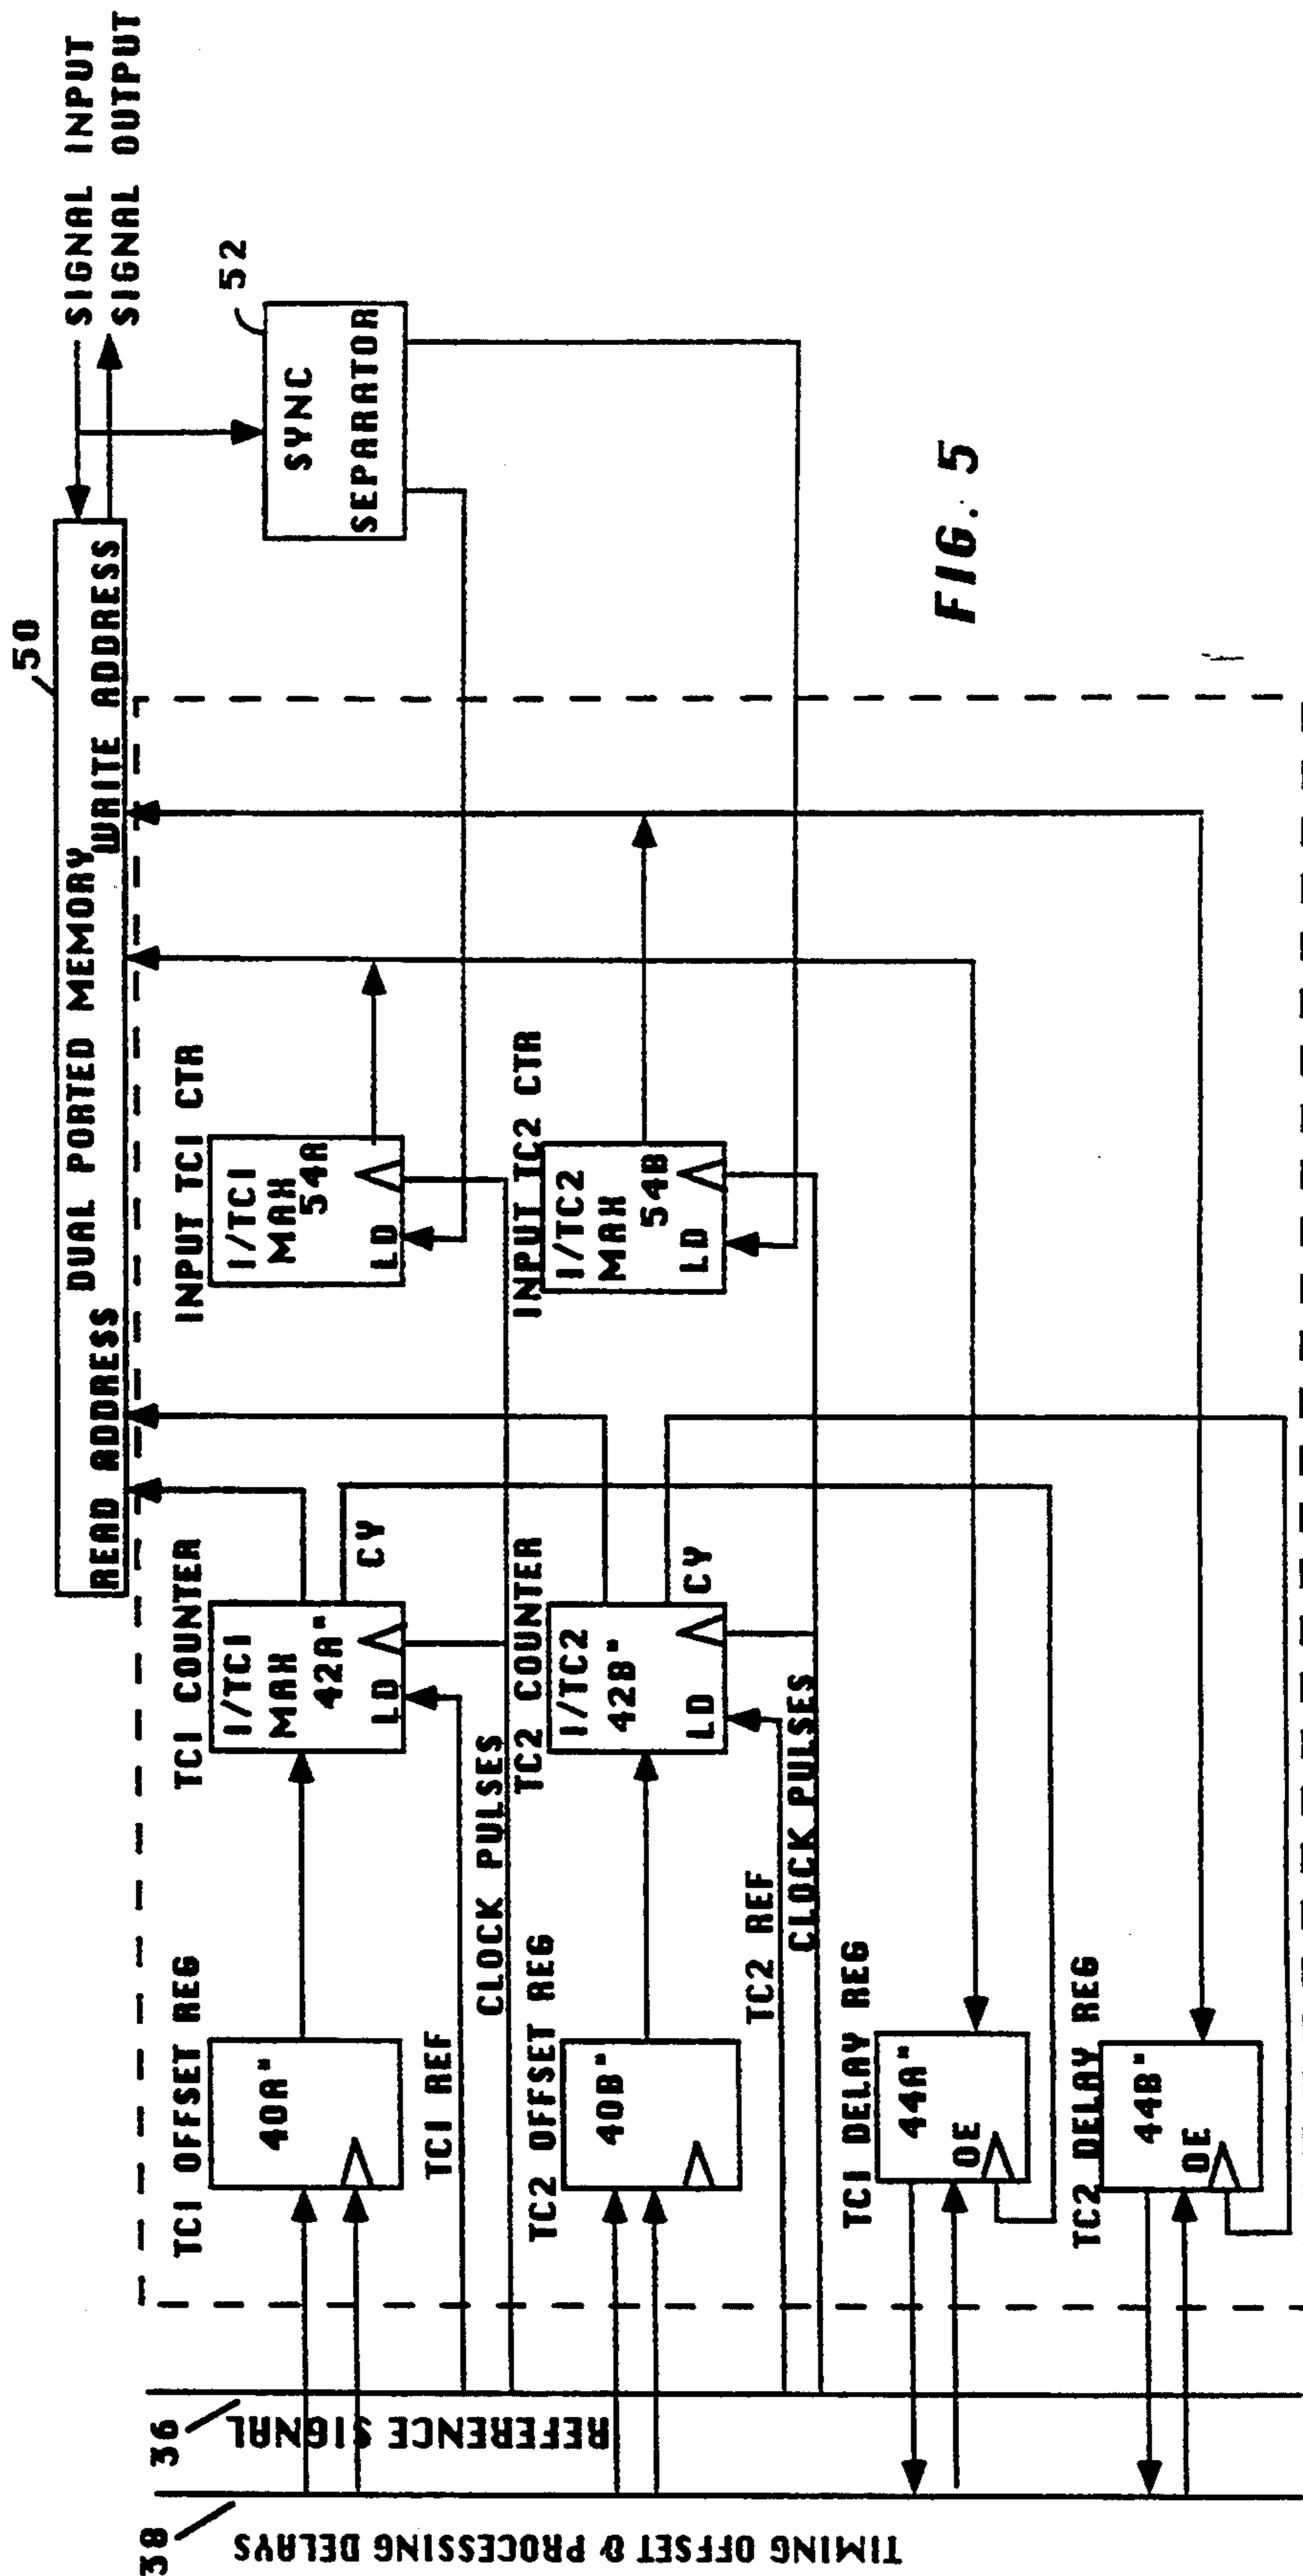 50
DUAL PORTED MEMORY
READ ADDRESS
WRITE ADDRESS
SIGNAL INPUT
SIGNAL OUTPUT
52
SYNC
SEPARATOR
TC1 OFFSET REG
40A"
TC1 COUNTER
1/TC1
MAX
42A"
LD
CY
INPUT TC1 CTR
1/TC1
MAX
54A
LD
TC1 REF
CLOCK PULSES
TC2 OFFSET REG
40B"
TC2 COUNTER
1/TC2
42B"
LD
CY
INPUT TC2 CTR
1/TC2
MAX
54B
LD
TC2 REF
CLOCK PULSES
TC1 DELAY REG
44A"
OE
TC2 DELAY REG
44B"
OE
36
REFERENCE SIGNAL
38
TIMING OFFSET & PROCESSING DELAYS
FIG. 5